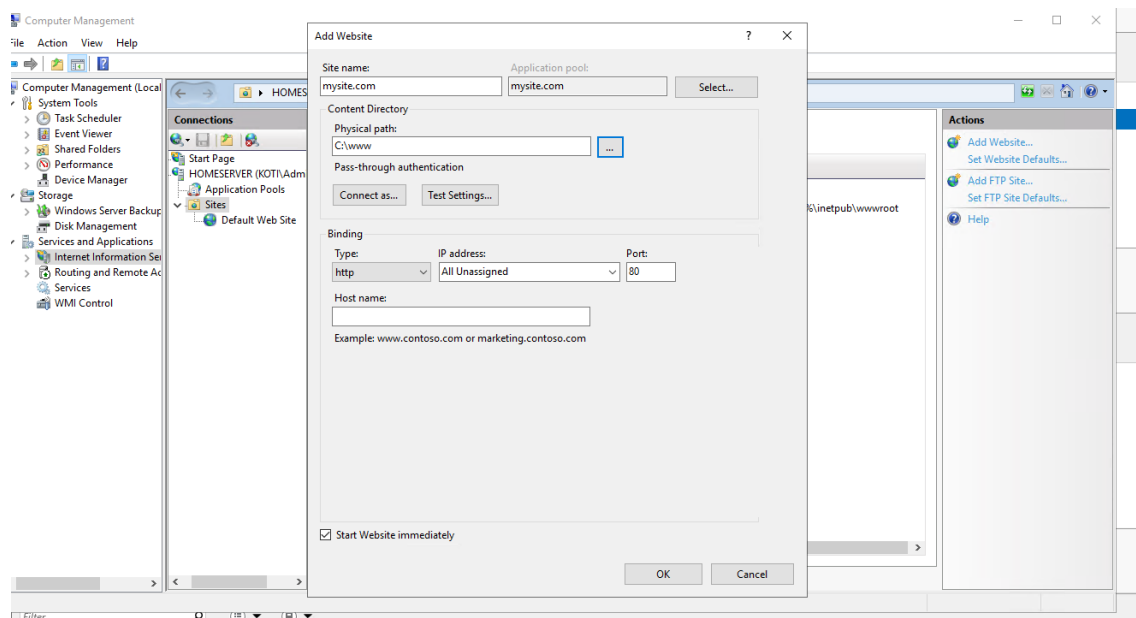 Computer Management
File Action View Help
Computer Management (Local
System Tools
Task Scheduler
Event Viewer
Shared Folders
Performance
Device Manager
Storage
Windows Server Backup
Disk Management
Services and Applications
Internet Information Ser
Routing and Remote Ac
Services
WMI Control
HOMES
Connections
Start Page
HOMESERVER (KOTI\Adm
Application Pools
Sites
Default Web Site
Add Website
?
Site name:
Application pool:
mysite.com
mysite.com
Select...
Content Directory
Physical path:
C:\www
...
Pass-through authentication
Connect as...
Test Settings...
Binding
Type:
IP address:
Port:
http
All Unassigned
80
Host name:
Example: www.contoso.com or marketing.contoso.com
Start Website immediately
OK
Cancel
%\inetpub\wwwroot
Actions
Add Website...
Set Website Defaults...
Add FTP Site...
Set FTP Site Defaults...
Help
Filter